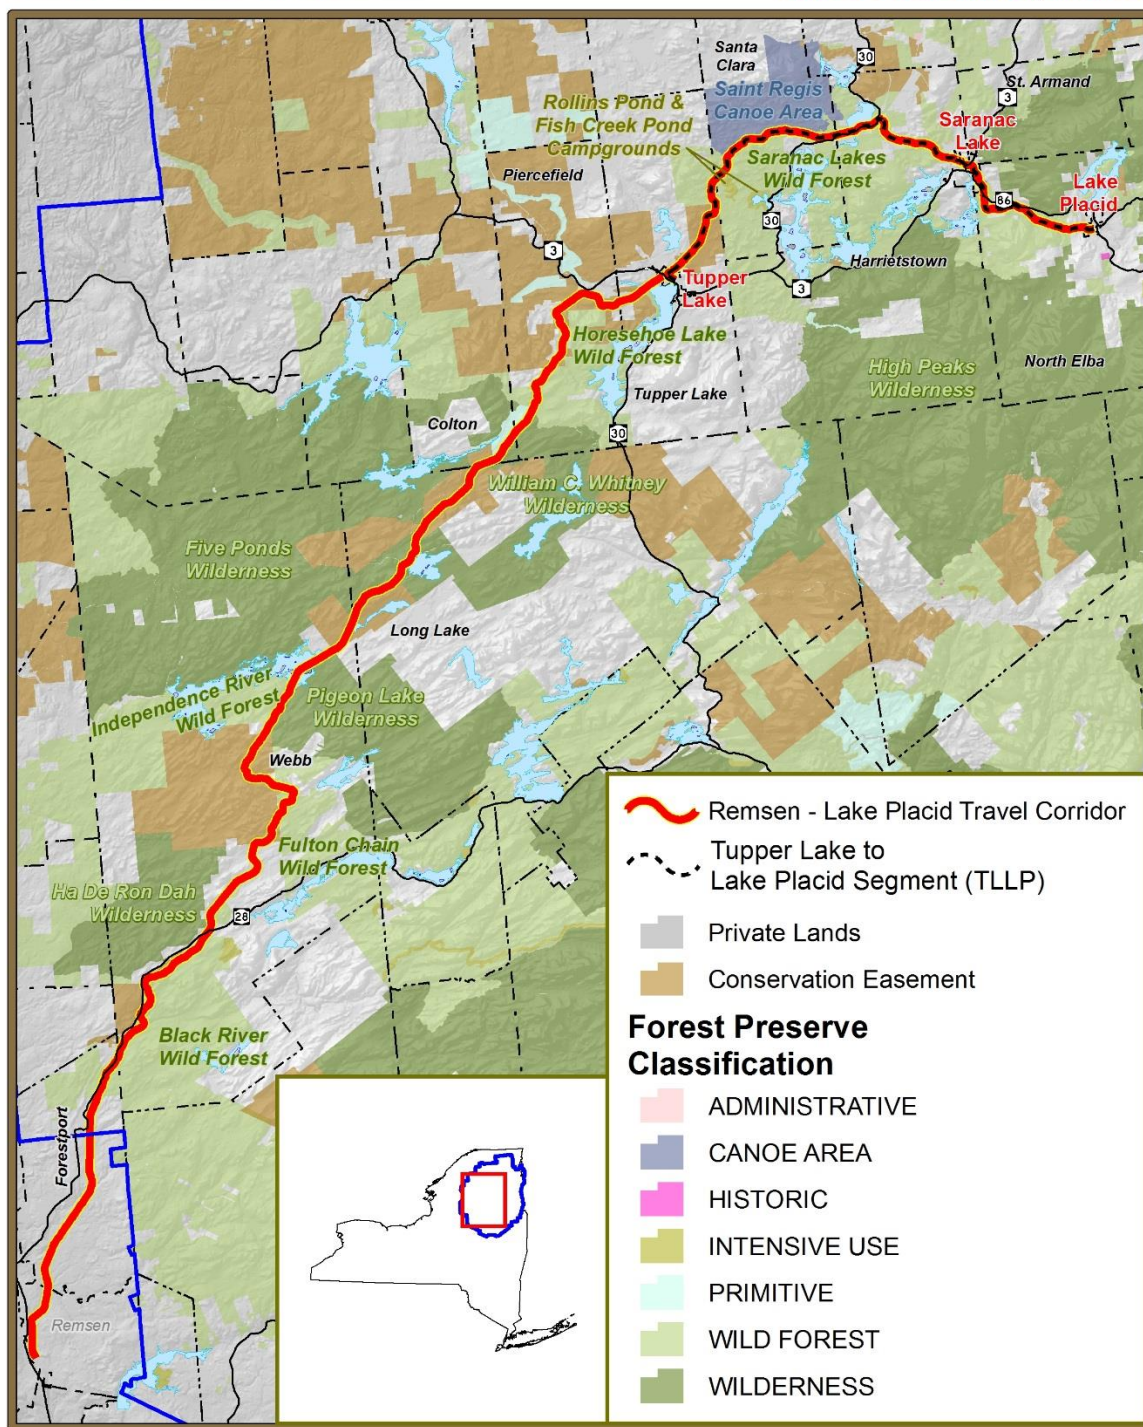 Santa
Clara
30
St. Armand
3
Saint Regis
Canoe Area
Rollins Pond &
Fish Creek Pond
Campgrounds
Saranac
Lake
Saranac Lakes
Wild Forest
Piercefield
Lake
Placid
86
30
3
Harrietstown
3
Tupper
Lake
Horesehoe Lake
Wild Forest
High Peaks
Wilderness
North Elba
Tupper Lake
Colton
30
William C. Whitney
Wilderness
Five Ponds
Wilderness
Long Lake
Independence River
Wild Forest
Pigeon Lake
Wilderness
Webb
Fulton Chain
Wild Forest
Ha De Ron Dah
Wilderness
28
Black River
Wild Forest
Forestport
Remsen
Remsen - Lake Placid Travel Corridor
Tupper Lake to
Lake Placid Segment (TLLP)
Private Lands
Conservation Easement
Forest Preserve
Classification
ADMINISTRATIVE
CANOE AREA
HISTORIC
INTENSIVE USE
PRIMITIVE
WILD FOREST
WILDERNESS